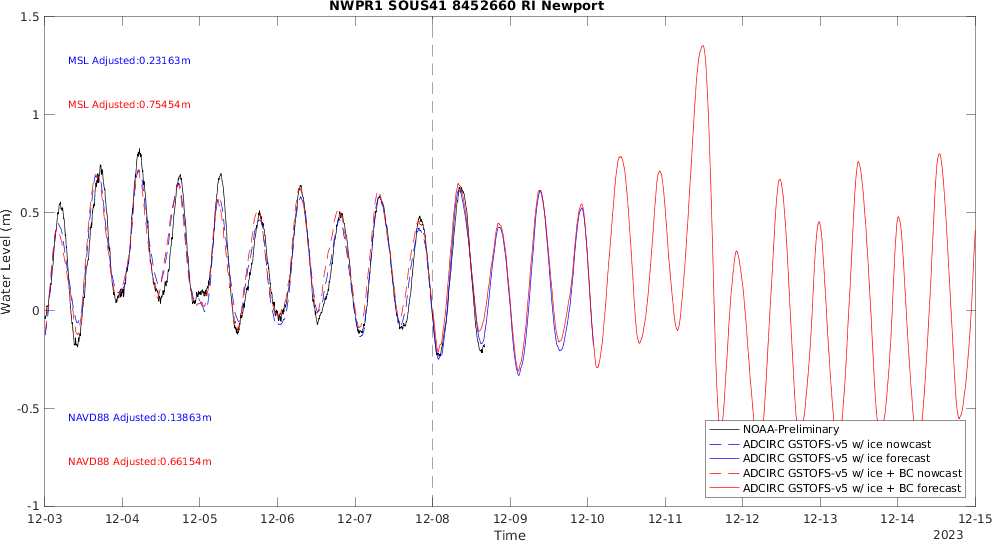 NWPR1 SOUS41 8452660 RI Newport
1.5
1
0.5
0
-0.5
-1
Water Level (m)
MSL Adjusted:0.23163m
MSL Adjusted:0.75454m
NAVD88 Adjusted:0.13863m
NAVD88 Adjusted:0.66154m
NOAA-Preliminary
ADCIRC GSTOFS-v5 w/ ice nowcast
ADCIRC GSTOFS-v5 w/ ice forecast
ADCIRC GSTOFS-v5 w/ ice + BC nowcast
ADCIRC GSTOFS-v5 w/ ice + BC forecast
12-03 12-04 12-05 12-06 12-07 12-08 12-09 12-10 12-11 12-12 12-13 12-14 12-15
Time
2023